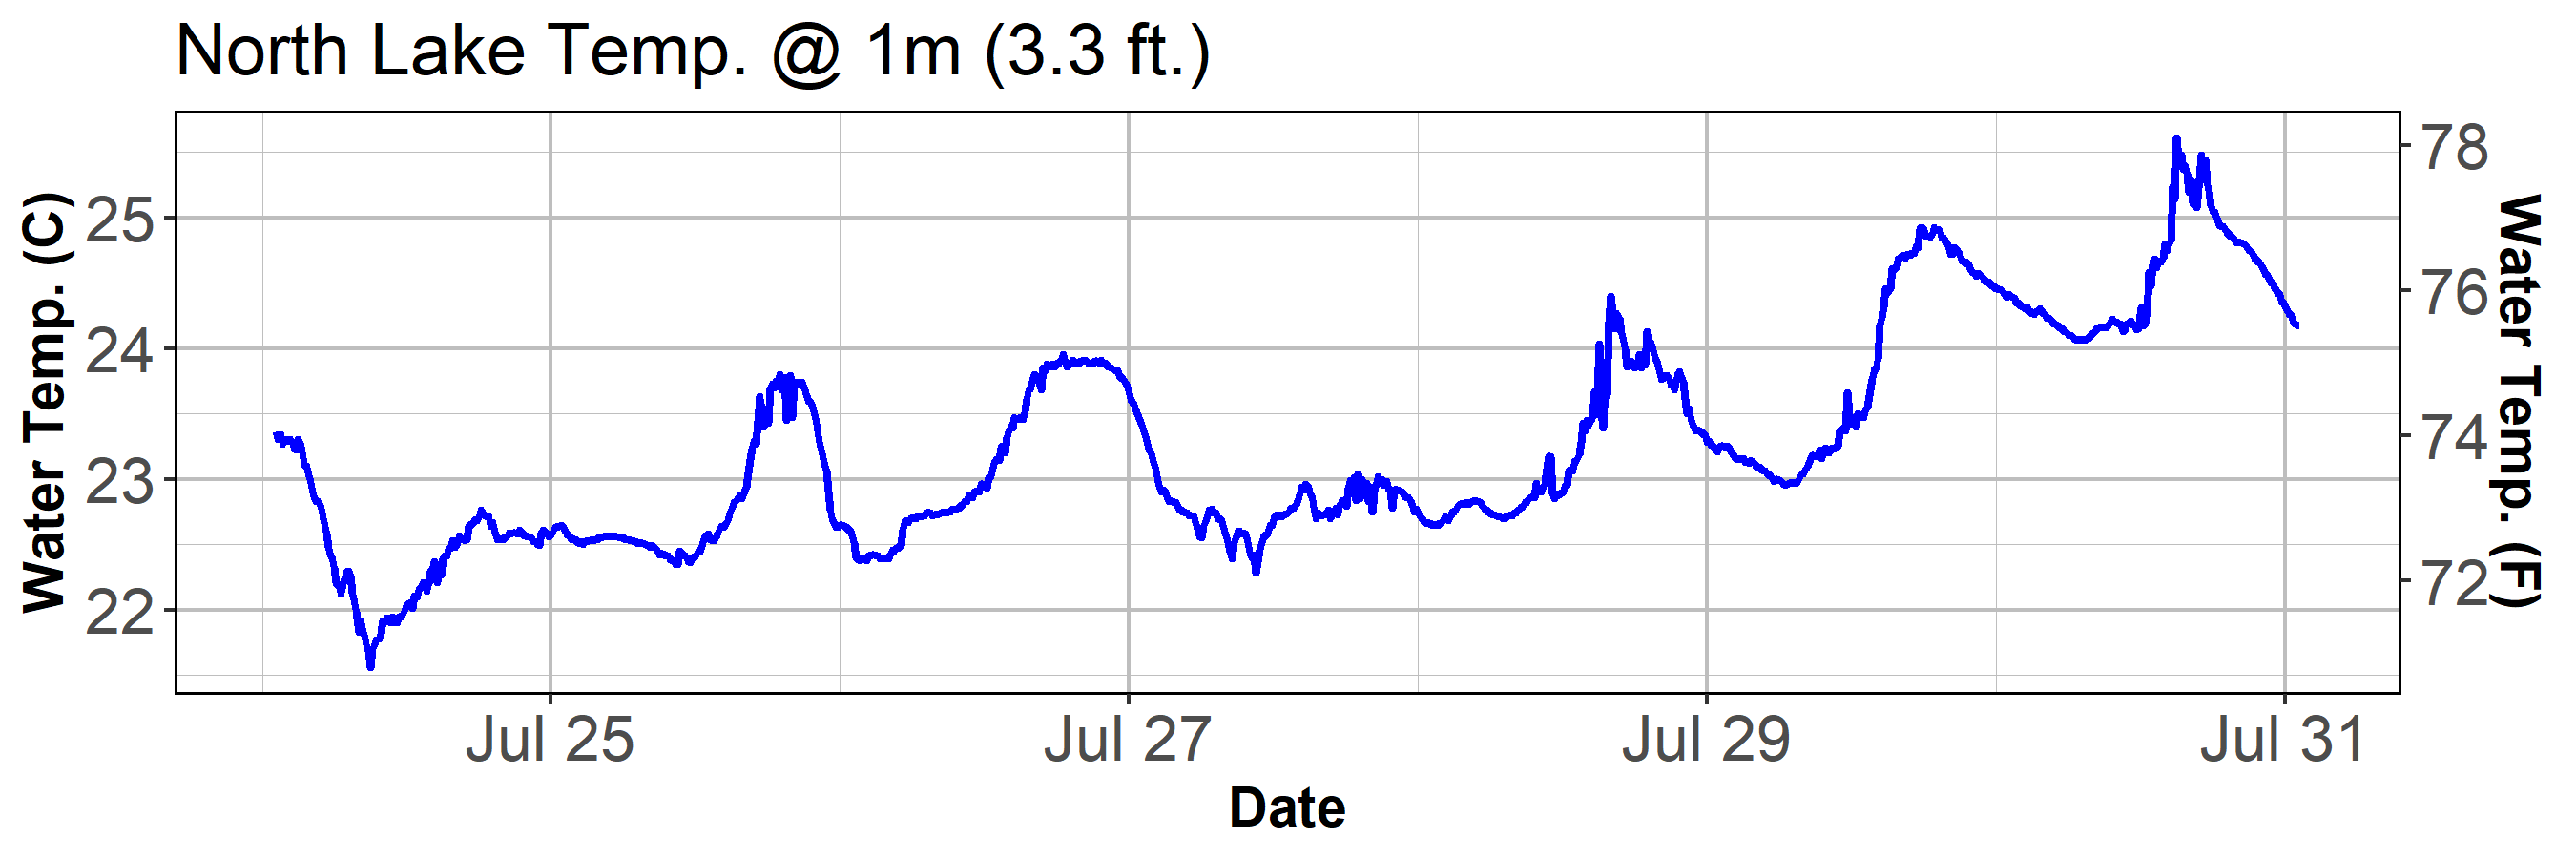 North Lake Temp. @ 1m (3.3 ft.)
Water Temp. (C)
25
24
23
22
78
76
74
72
Water Temp. (F)
Jul 25
Jul 27
Jul 29
Jul 31
Date